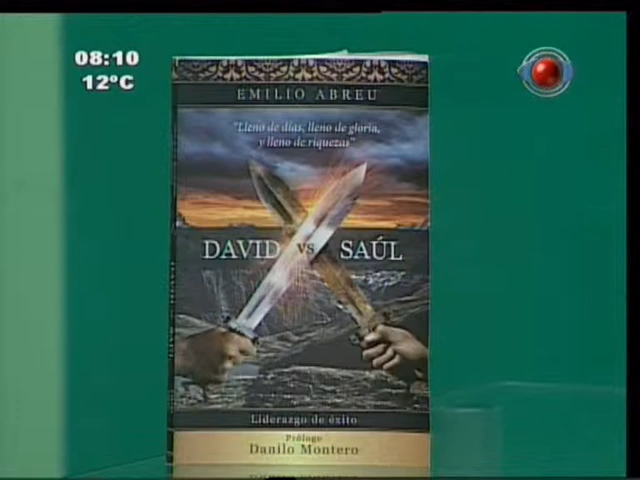 08:10
12°C
EMILIO ABREU
"Lleno de días, lleno de gloria,
y lleno de riquezas"
DAVID VS SAÚL
Liderazgo de éxito
Prólogo
Danilo Montero